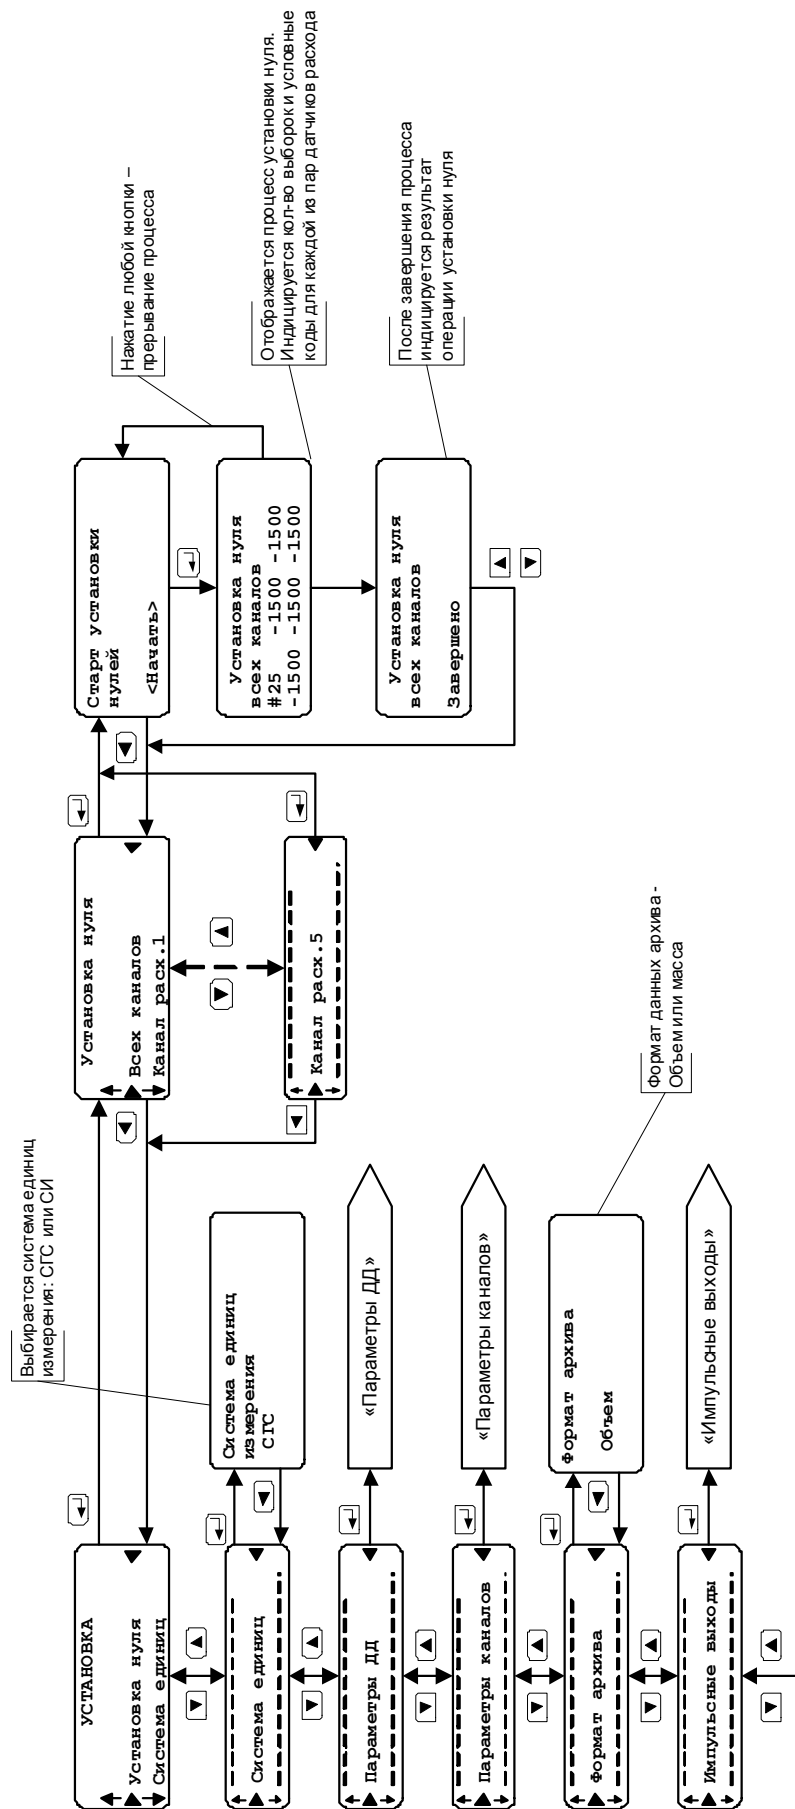 УСТАНОВКА
Установка нуля
Система единиц
Система единиц
Параметры ДД
Параметры каналов
Формат архива
Импульсные выходы
Выбирается система единиц
измерения: СГС или СИ
Система единиц
измерения
СГС
«Параметры ДД»
«Параметры каналов»
Формат архива
Объем
«Импульсные выходы»
Формат данных архива -
Объем или масса
Установка нуля
Всех каналов
Канал расх.1
Канал расх.5
Старт установки
нулей
<Начать>
Установка нуля
всех каналов
#25 -1500 -1500
-1500 -1500 -1500
Установка нуля
всех каналов
Завершено
Нажатие любой кнопки –
прерывание процесса
Отображается процесс установки нуля.
Индицируется кол-во выборок и условные
коды для каждой из пар датчиков расхода
После завершения процесса
индицируется результат
операции установки нуля